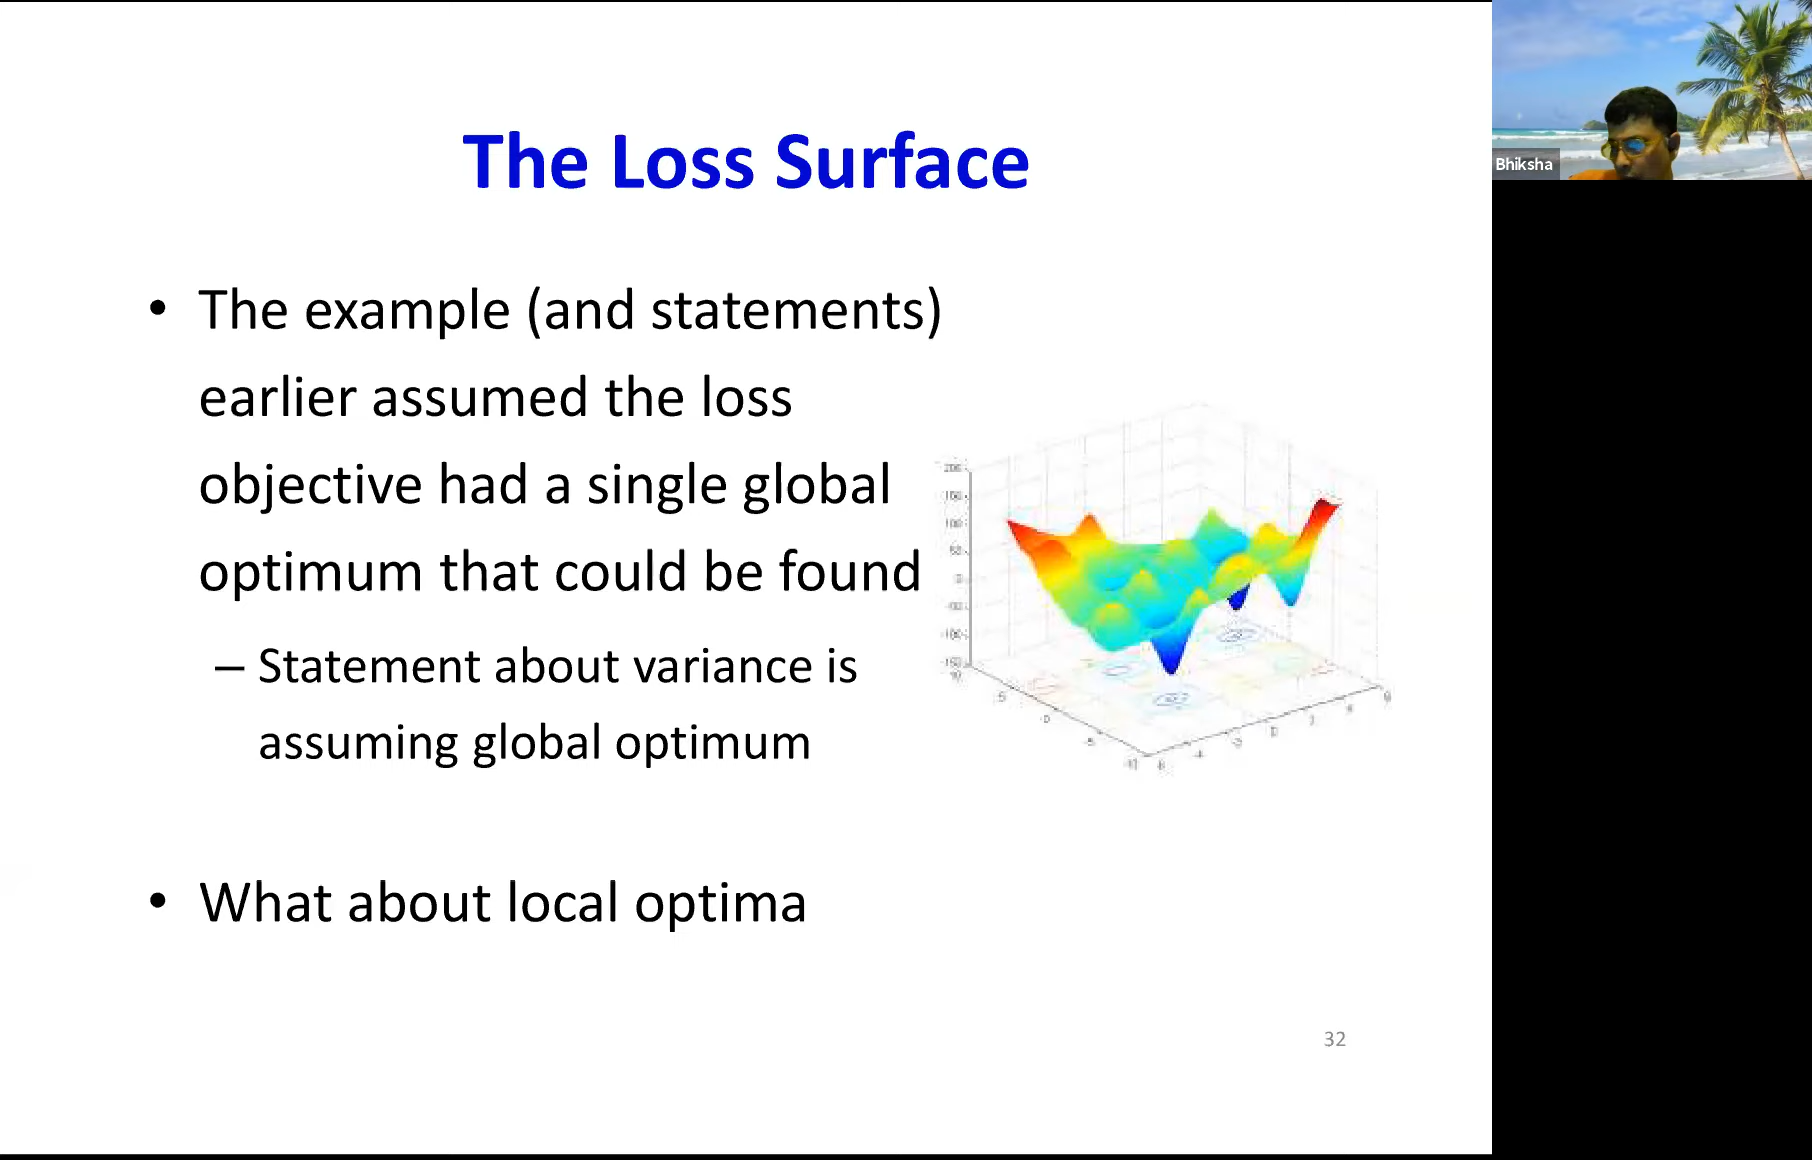 The Loss Surface
• The example (and statements)
earlier assumed the loss
objective had a single global
optimum that could be found
– Statement about variance is
assuming global optimum
• What about local optima
32
Bhiksha